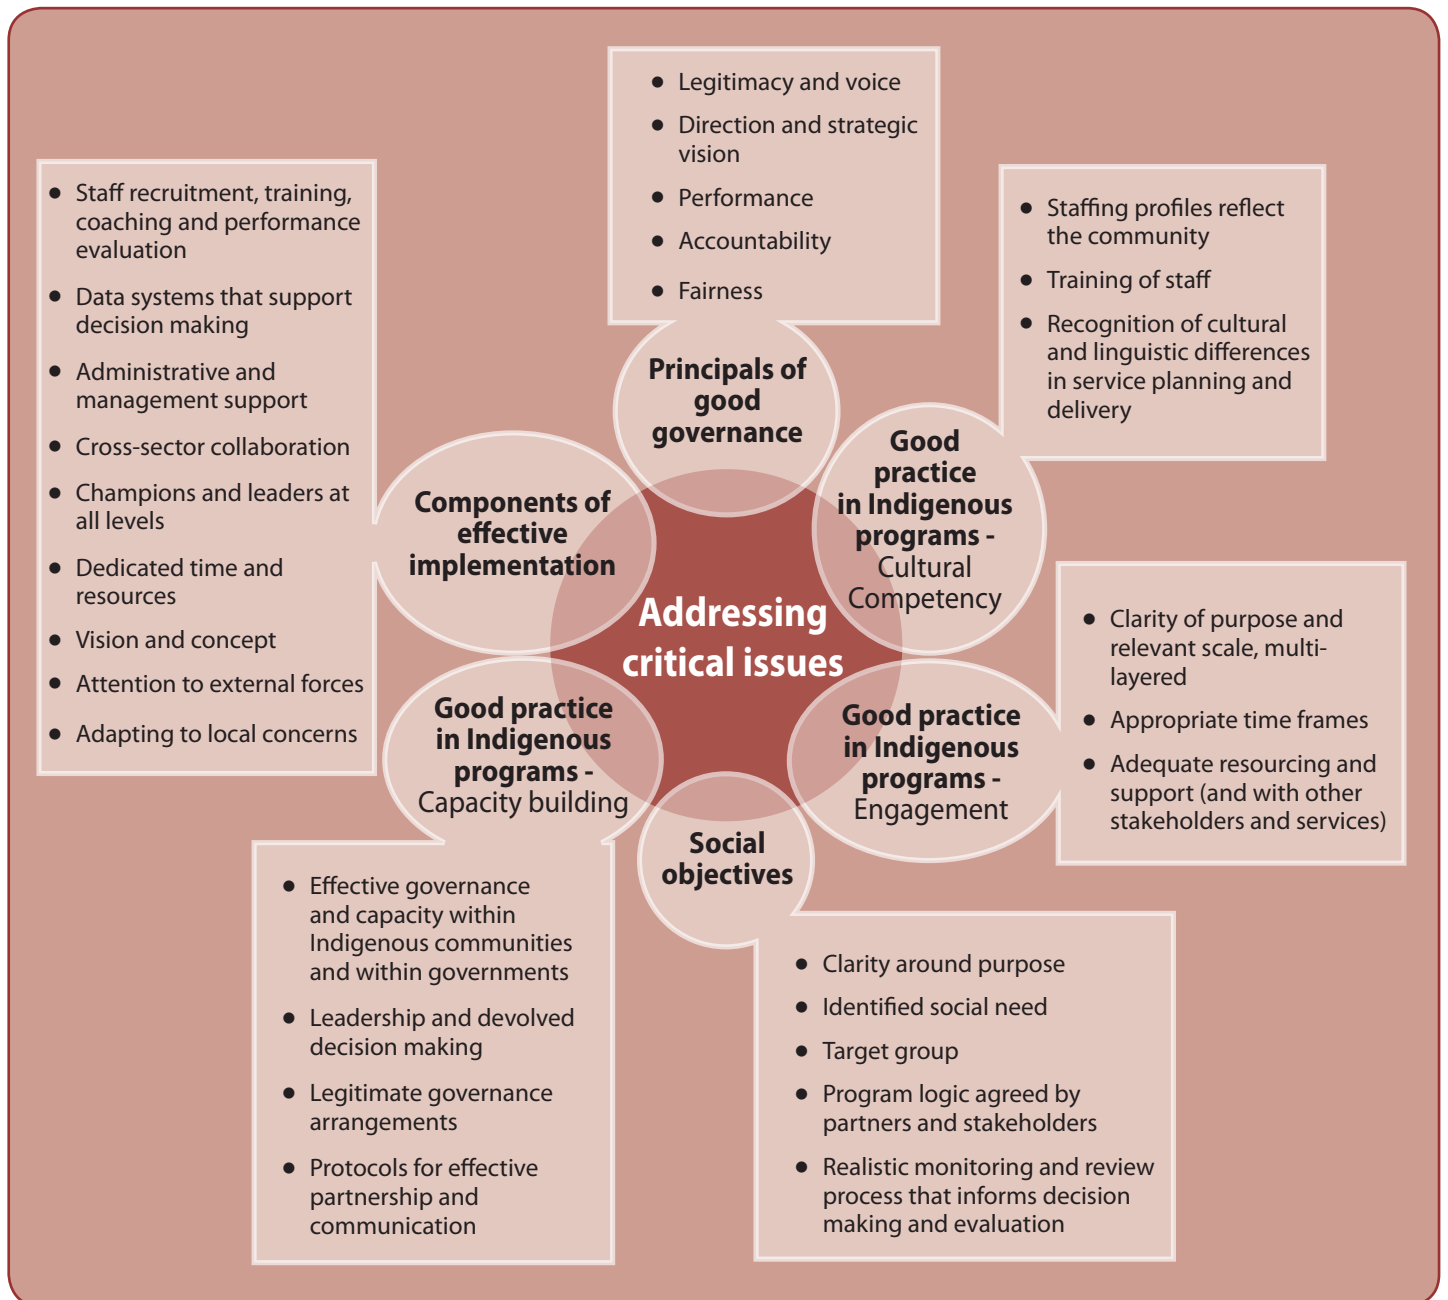 Legitimacy and voice
Direction and strategic
vision
Performance
Accountability
Fairness
Principals of
good
governance
Staffing profiles reflect
the community
Training of staff
Recognition of cultural
and linguistic differences
in service planning and
delivery
Good
practice
in Indigenous
programs -
Cultural
Competency
Clarity of purpose and
relevant scale, multi-
layered
Appropriate time frames
Adequate resourcing and
support (and with other
stakeholders and services)
Good practice
in Indigenous
programs -
Engagement
Clarity around purpose
Identified social need
Target group
Program logic agreed by
partners and stakeholders
Realistic monitoring and review
process that informs decision
making and evaluation
Social
objectives
Effective governance
and capacity within
Indigenous communities
and within governments
Leadership and devolved
decision making
Legitimate governance
arrangements
Protocols for effective
partnership and
communication
Good practice
in Indigenous
programs -
Capacity building
Staff recruitment, training,
coaching and performance
evaluation
Data systems that support
decision making
Administrative and
management support
Cross-sector collaboration
Champions and leaders at
all levels
Dedicated time and
resources
Vision and concept
Attention to external forces
Adapting to local concerns
Components of
effective
implementation
Addressing
critical issues